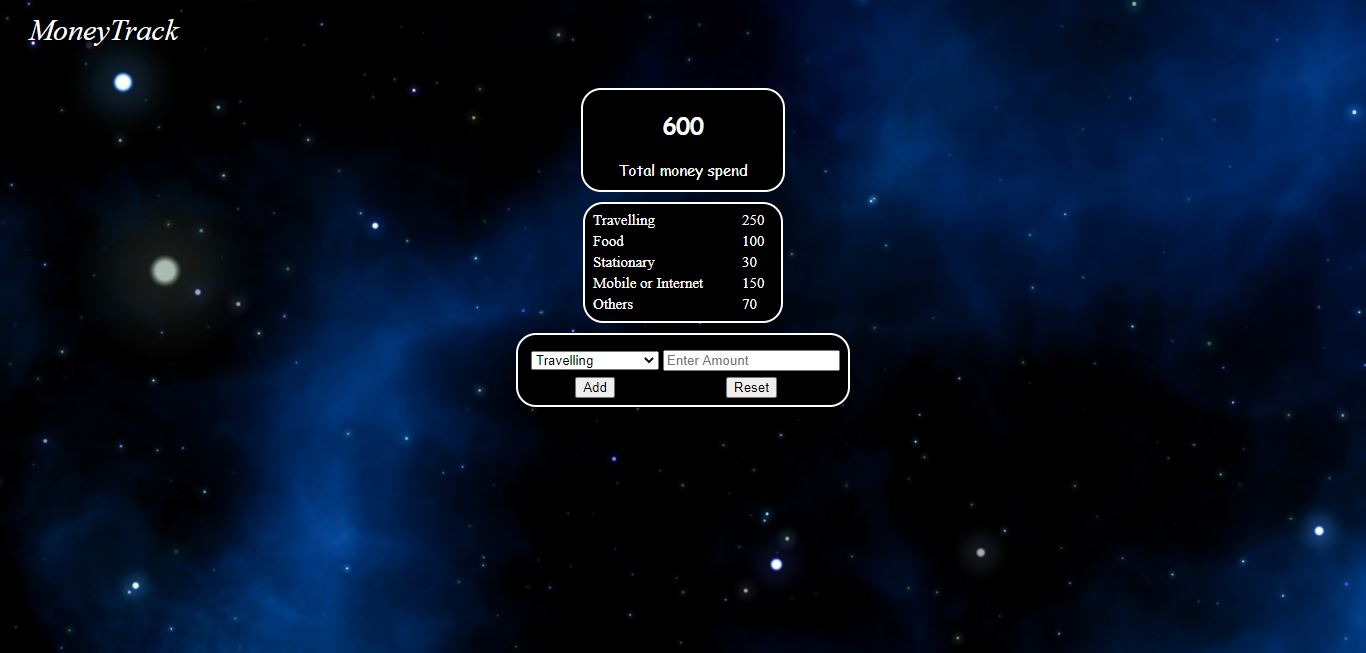 MoneyTrack
600
Total money spend
Travelling 250
Food 100
Stationary 30
Mobile or Internet 150
Others 70
Travelling Enter Amount
Add Reset